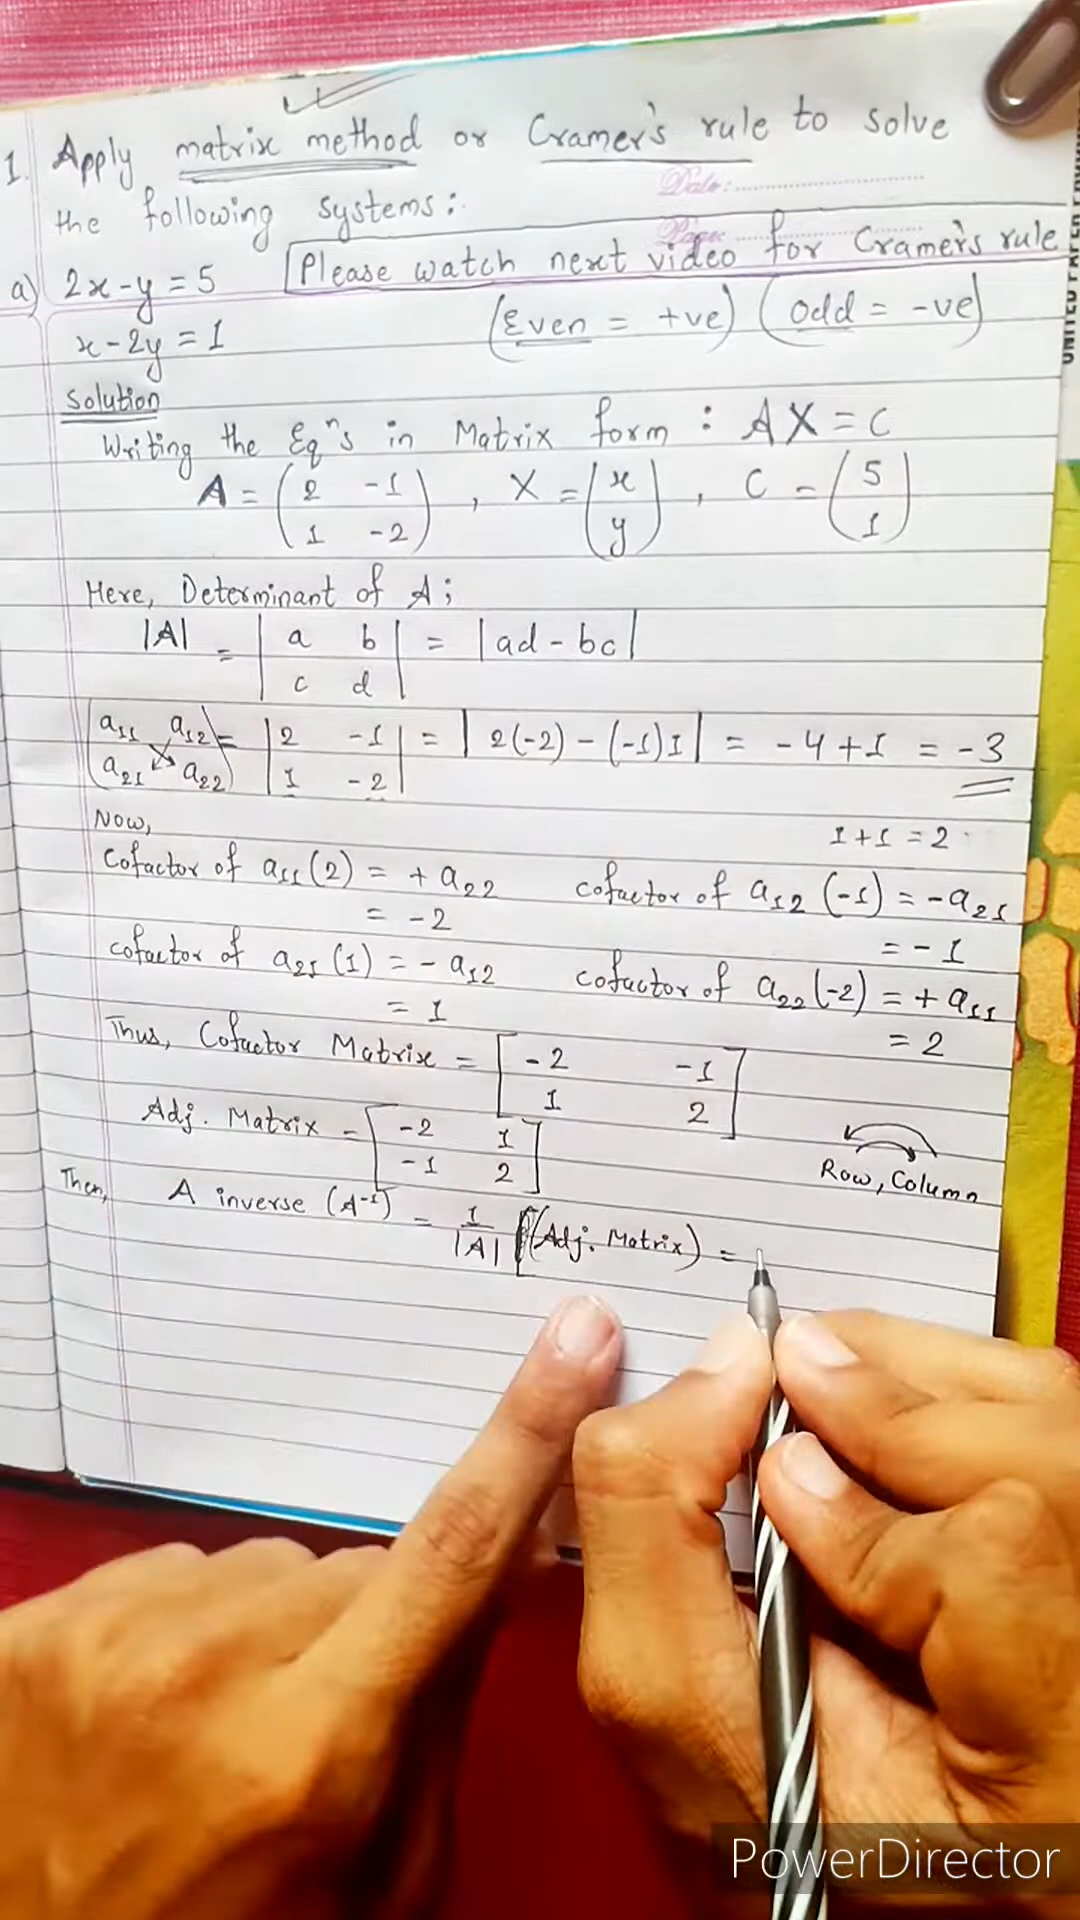 1. Apply matrix method or Cramer's rule to solve
Date:
the following systems:
Page:
Please watch next video for Cramer's rule
a) 2x-y = 5
(Even = +ve) (Odd = -ve)
x-2y = 1
Solution
Writing the Eqⁿs in Matrix form : AX = C
A = (2 -1 , X = (x , C = (5
1 -2) y) 1)
Here, Determinant of A;
|A| = |a b| = |ad - bc|
|c d|
(a11 a12) = |2 -1| = |2(-2) - (-1)1| = -4+1 = -3
(a21 a22) |1 -2|
Now,
1+1 = 2
Cofactor of a11(2) = +a22 cofactor of a12(-1) = -a21
= -2 = -1
cofactor of a21(1) = -a12 cofactor of a22(-2) = +a11
= 1 = 2
Thus, Cofactor Matrix = [-2 -1
1 2]
Adj. Matrix = [-2 1
-1 2]
Row, Column
Then, A inverse (A⁻¹) = 1/|A| (Adj. Matrix) =
PowerDirector